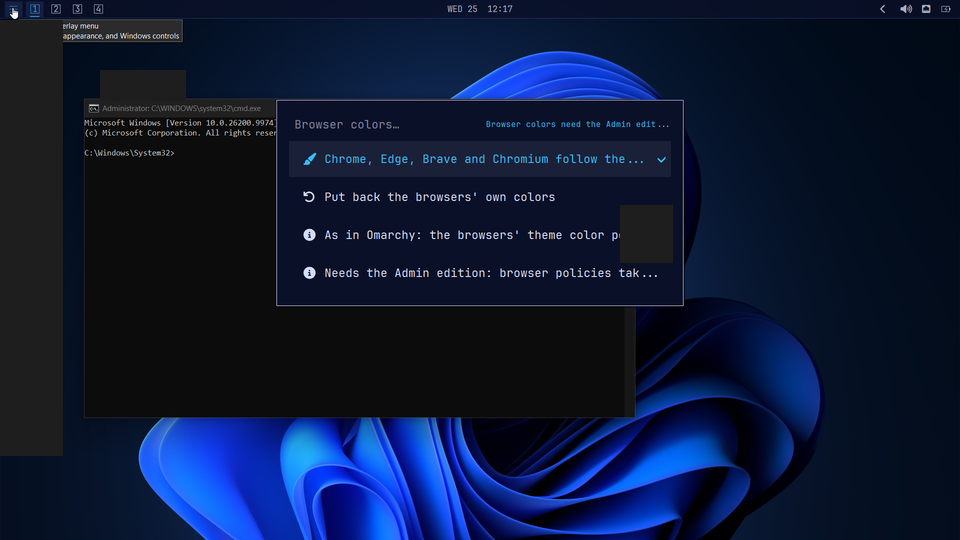 1 2 3 4
WED 25 12:17
erlay menu
appearance, and Windows controls
Administrator: C:\WINDOWS\system32\cmd.exe
Microsoft Windows [Version 10.0.26200.9974]
(c) Microsoft Corporation. All rights reser
C:\Windows\System32>
Browser colors…
Browser colors need the Admin edit...
Chrome, Edge, Brave and Chromium follow the...
Put back the browsers' own colors
As in Omarchy: the browsers' theme color p
Needs the Admin edition: browser policies tak...